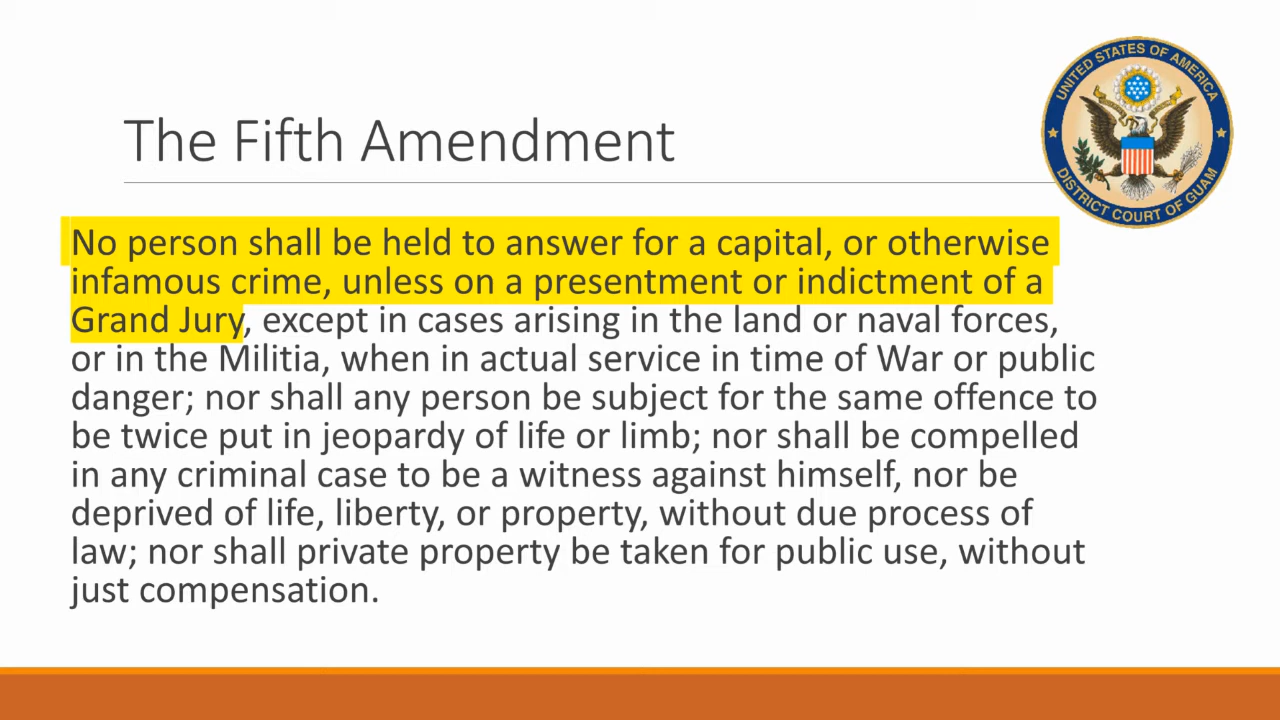 UNITED STATES OF AMERICA
DISTRICT COURT OF GUAM
The Fifth Amendment
No person shall be held to answer for a capital, or otherwise
infamous crime, unless on a presentment or indictment of a
Grand Jury, except in cases arising in the land or naval forces,
or in the Militia, when in actual service in time of War or public
danger; nor shall any person be subject for the same offence to
be twice put in jeopardy of life or limb; nor shall be compelled
in any criminal case to be a witness against himself, nor be
deprived of life, liberty, or property, without due process of
law; nor shall private property be taken for public use, without
just compensation.